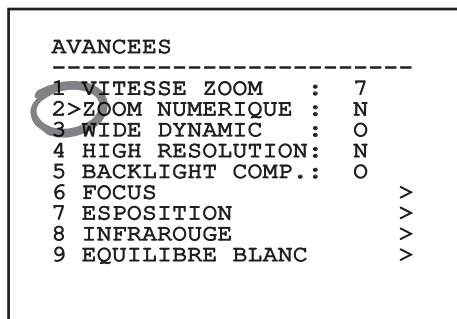 AVANCEES
-------------------------
1 VITESSE ZOOM   :  7
2>ZOOM NUMERIQUE :  N
3 WIDE DYNAMIC   :  O
4 HIGH RESOLUTION:  N
5 BACKLIGHT COMP.:  O
6 FOCUS                >
7 ESPOSITION           >
8 INFRAROUGE           >
9 EQUILIBRE BLANC      >